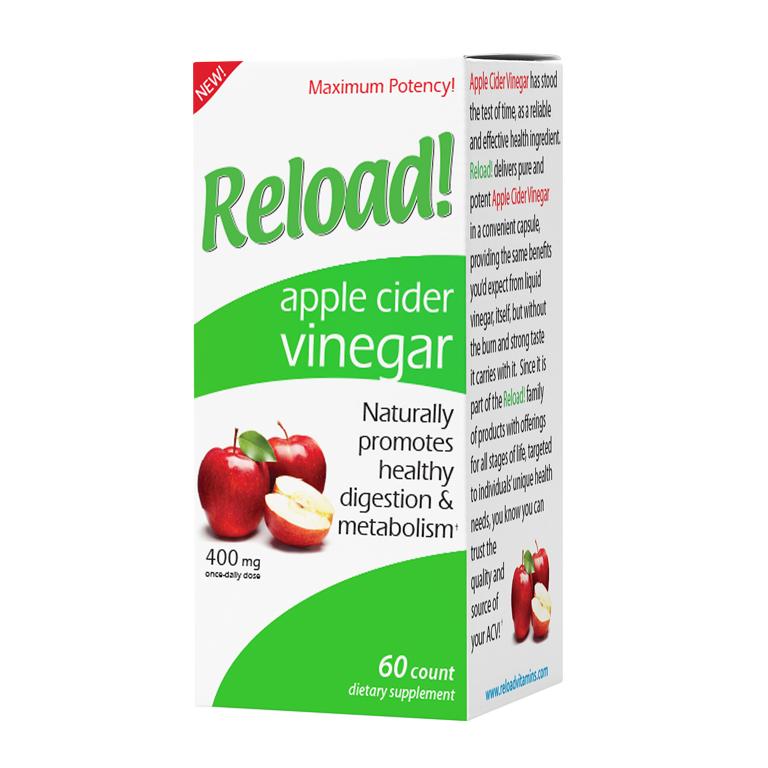 NEW!
Maximum Potency!
Reload!
apple cider
vinegar
Naturally
promotes
healthy
digestion &
metabolism†
400 mg
once-daily dose
60 count
dietary supplement
Apple Cider Vinegar has stood
the test of time, as a reliable
and effective health ingredient.
Reload! delivers pure and
potent Apple Cider Vinegar
in a convenient capsule,
providing the same benefits
you'd expect from liquid
vinegar, itself, but without
the burn and strong taste
it carries with it. Since it is
part of the Reload! family
of products with offerings
for all stages of life, targeted
to individuals' unique health
needs, you know you can
trust the
quality and
source of
your ACV!†
www.reloadvitamins.com